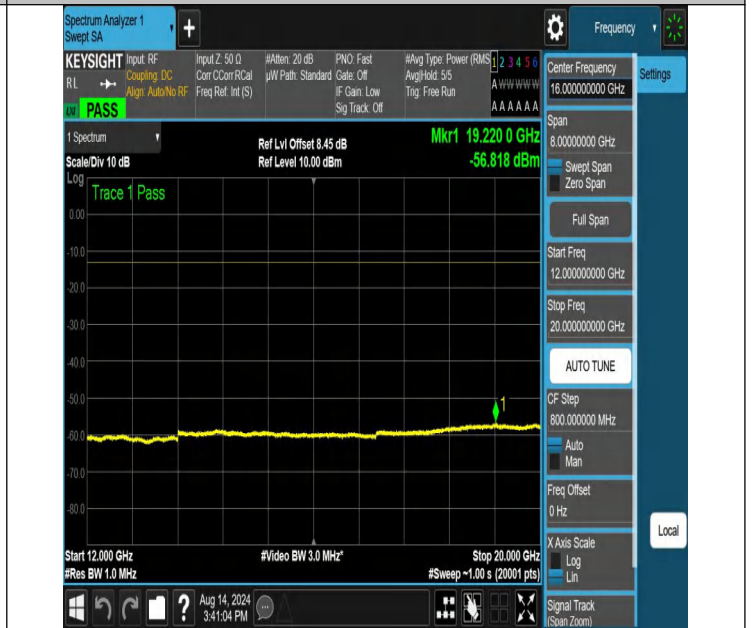 Spectrum Analyzer 1
Swept SA
+
Frequency
KEYSIGHT
RL
PASS
Input: RF
Coupling: DC
Align: Auto/No RF
Input Z: 50 Ω
Corr CCorr RCal
Freq Ref: Int (S)
#Atten: 20 dB
µW Path: Standard
PNO: Fast
Gate: Off
IF Gain: Low
Sig Track: Off
#Avg Type: Power (RMS
Avg|Hold: 5/5
Trig: Free Run
1 2 3 4 5 6
A W W W W W
A A A A A A
1 Spectrum
Scale/Div 10 dB
Ref Lvl Offset 8.45 dB
Ref Level 10.00 dBm
Mkr1 19.220 0 GHz
-56.818 dBm
Log
Trace 1 Pass
0.00
-10.0
-20.0
-30.0
-40.0
-50.0
-60.0
-70.0
-80.0
1
Start 12.000 GHz
#Res BW 1.0 MHz
#Video BW 3.0 MHz*
Stop 20.000 GHz
#Sweep ~1.00 s (20001 pts)
Center Frequency
16.000000000 GHz
Settings
Span
8.00000000 GHz
Swept Span
Zero Span
Full Span
Start Freq
12.000000000 GHz
Stop Freq
20.000000000 GHz
AUTO TUNE
CF Step
800.000000 MHz
Auto
Man
Freq Offset
0 Hz
X Axis Scale
Log
Lin
Local
Signal Track
(Span Zoom)
?
Aug 14, 2024
3:41:04 PM